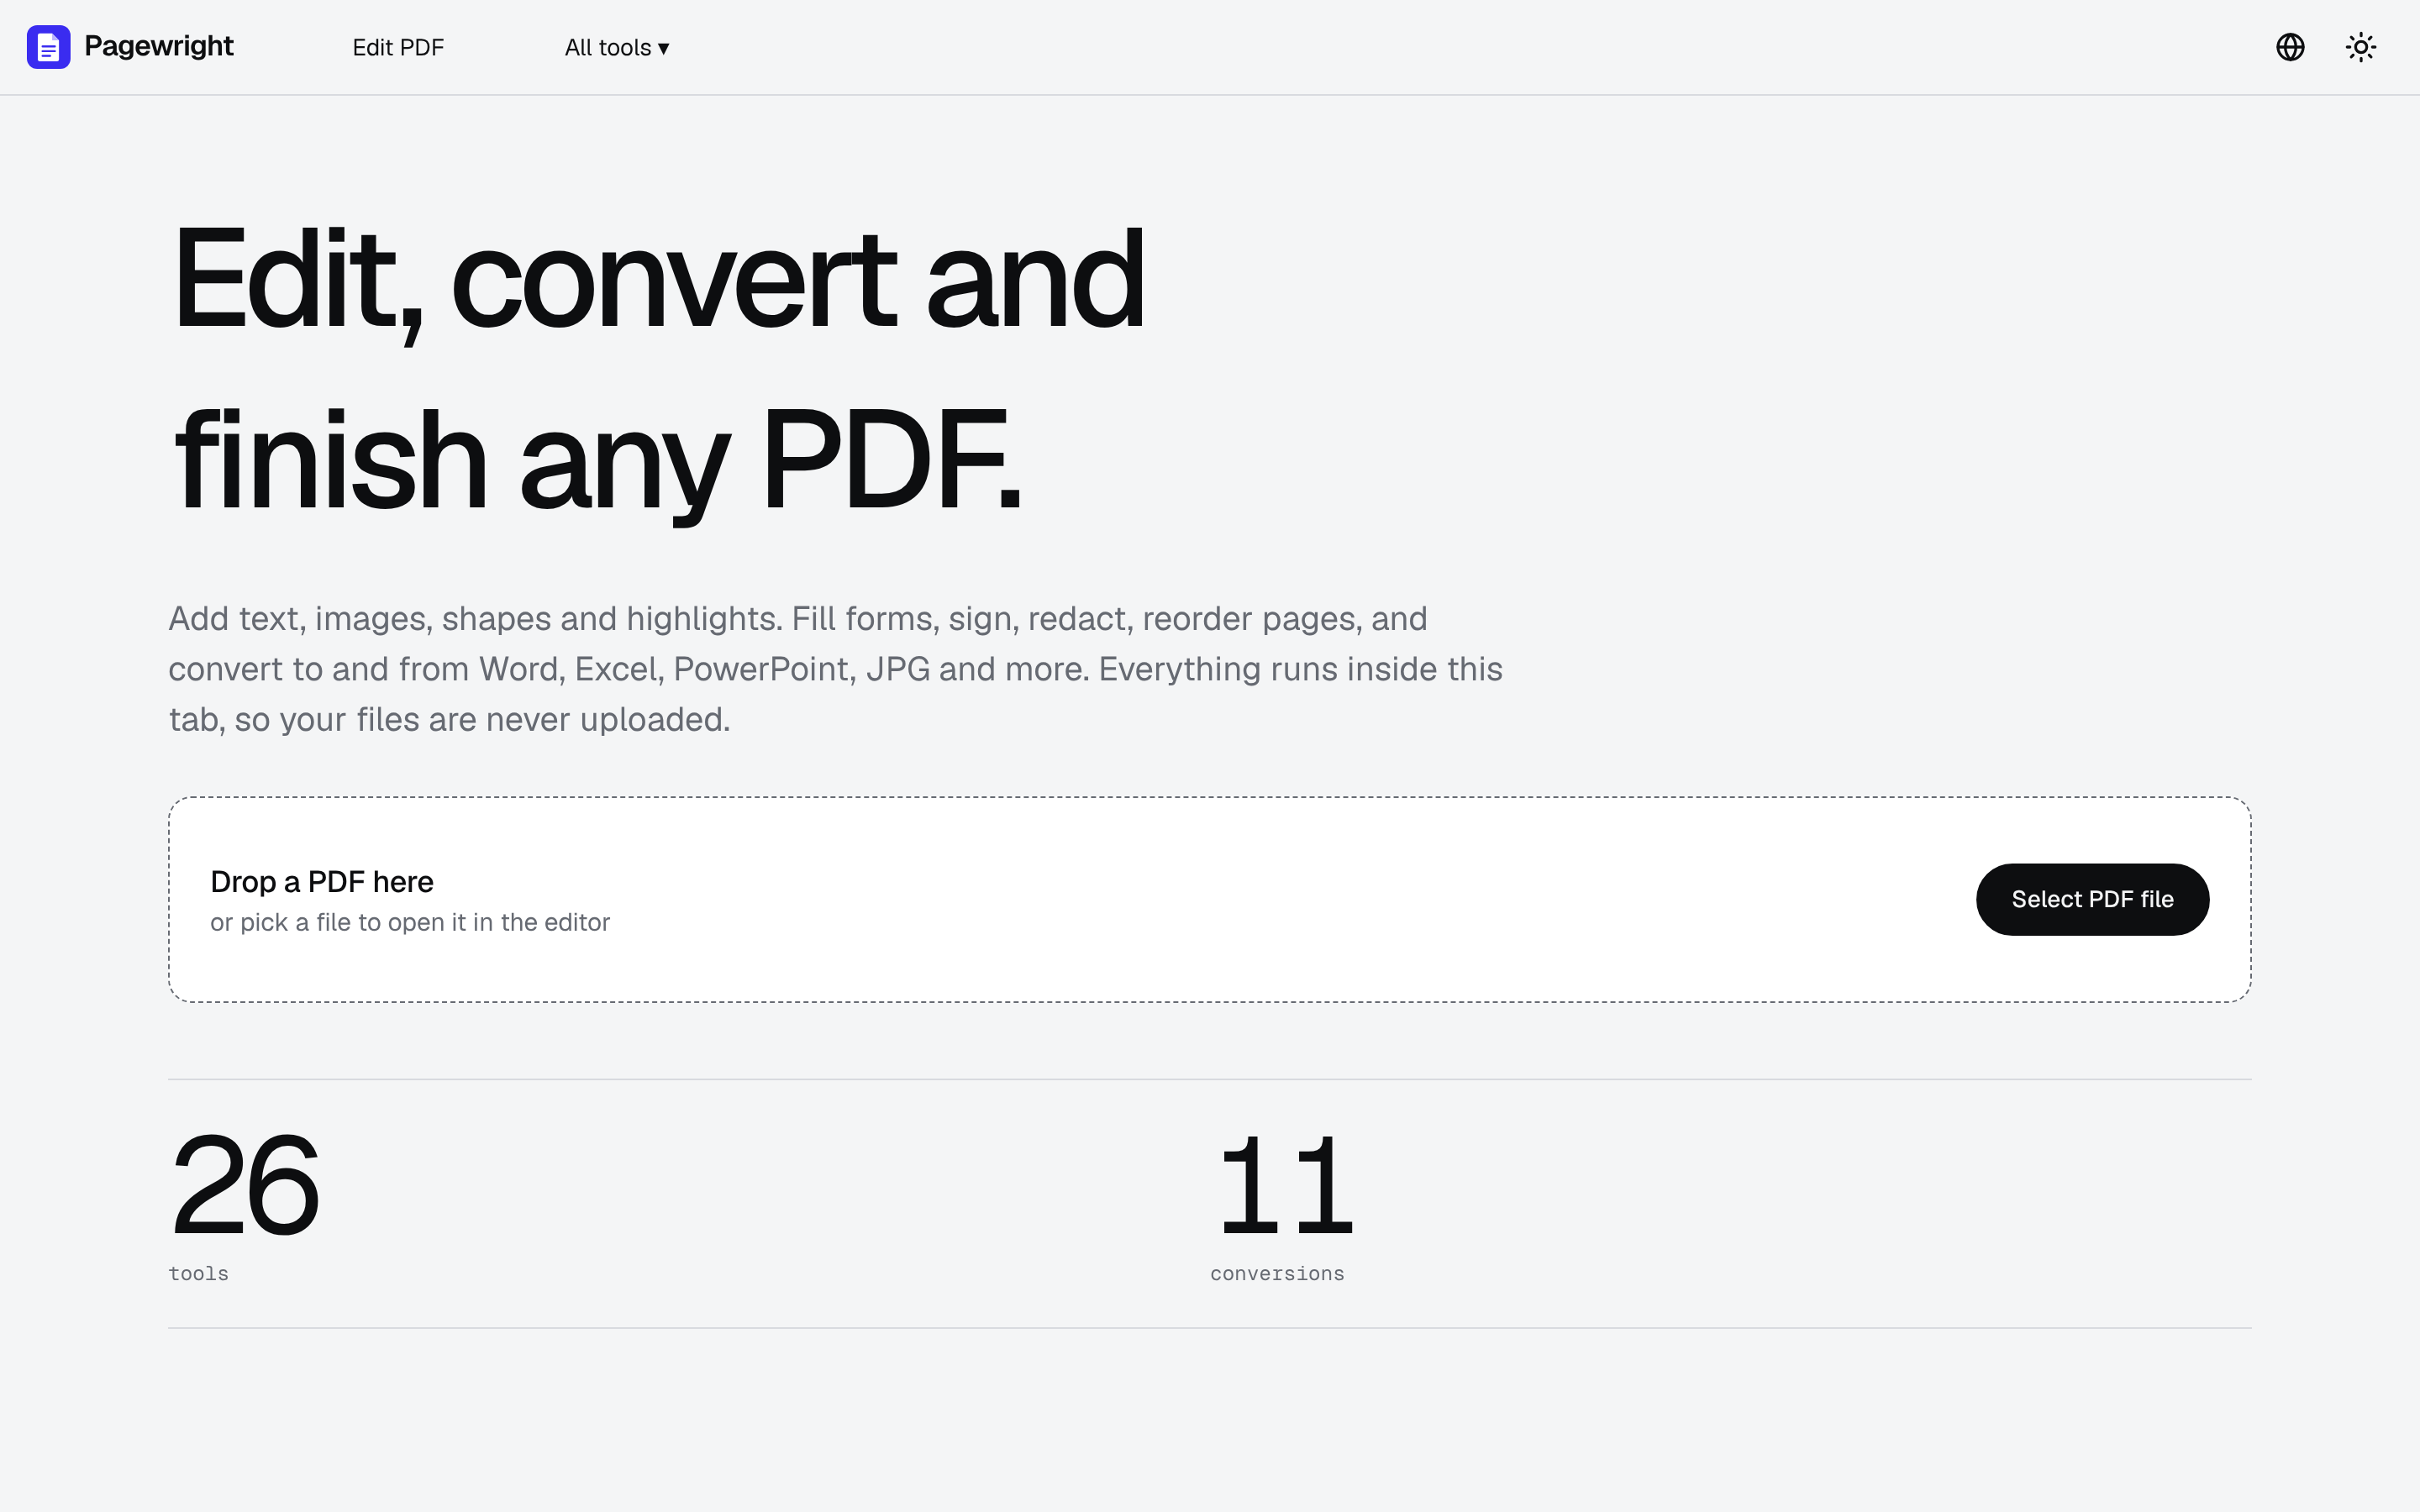 Pagewright
Edit PDF
All tools ▾
Edit, convert and
finish any PDF.
Add text, images, shapes and highlights. Fill forms, sign, redact, reorder pages, and
convert to and from Word, Excel, PowerPoint, JPG and more. Everything runs inside this
tab, so your files are never uploaded.
Drop a PDF here
or pick a file to open it in the editor
Select PDF file
26
tools
11
conversions